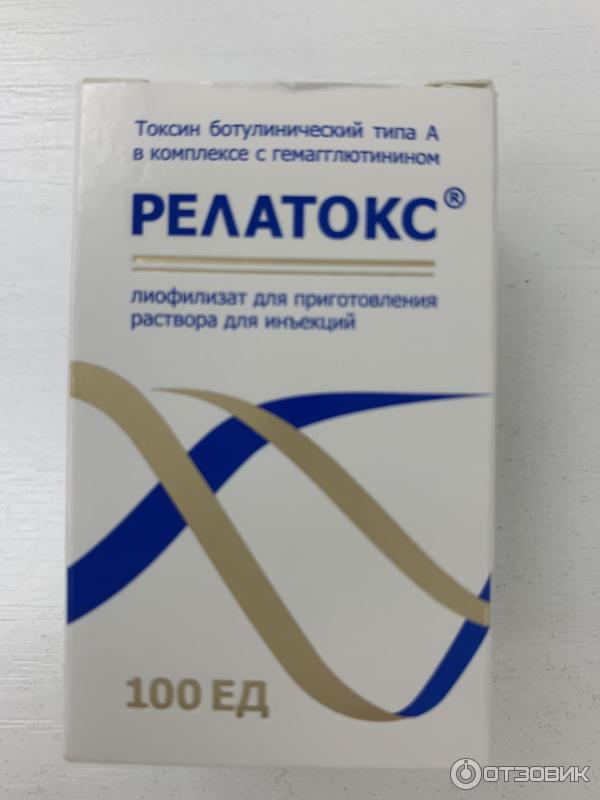 Токсин ботулинический типа А
в комплексе с гемагглютинином
РЕЛАТОКС®
лиофилизат для приготовления
раствора для инъекций
100 ЕД
ОТЗОВИК